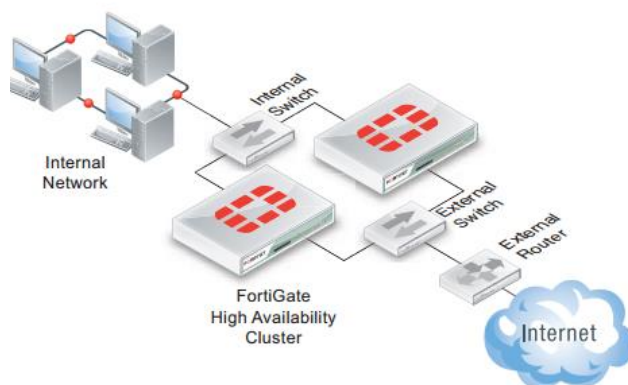 Internal
Switch
Internal
Network
External
Switch
External
Router
FortiGate
High Availability
Cluster
Internet